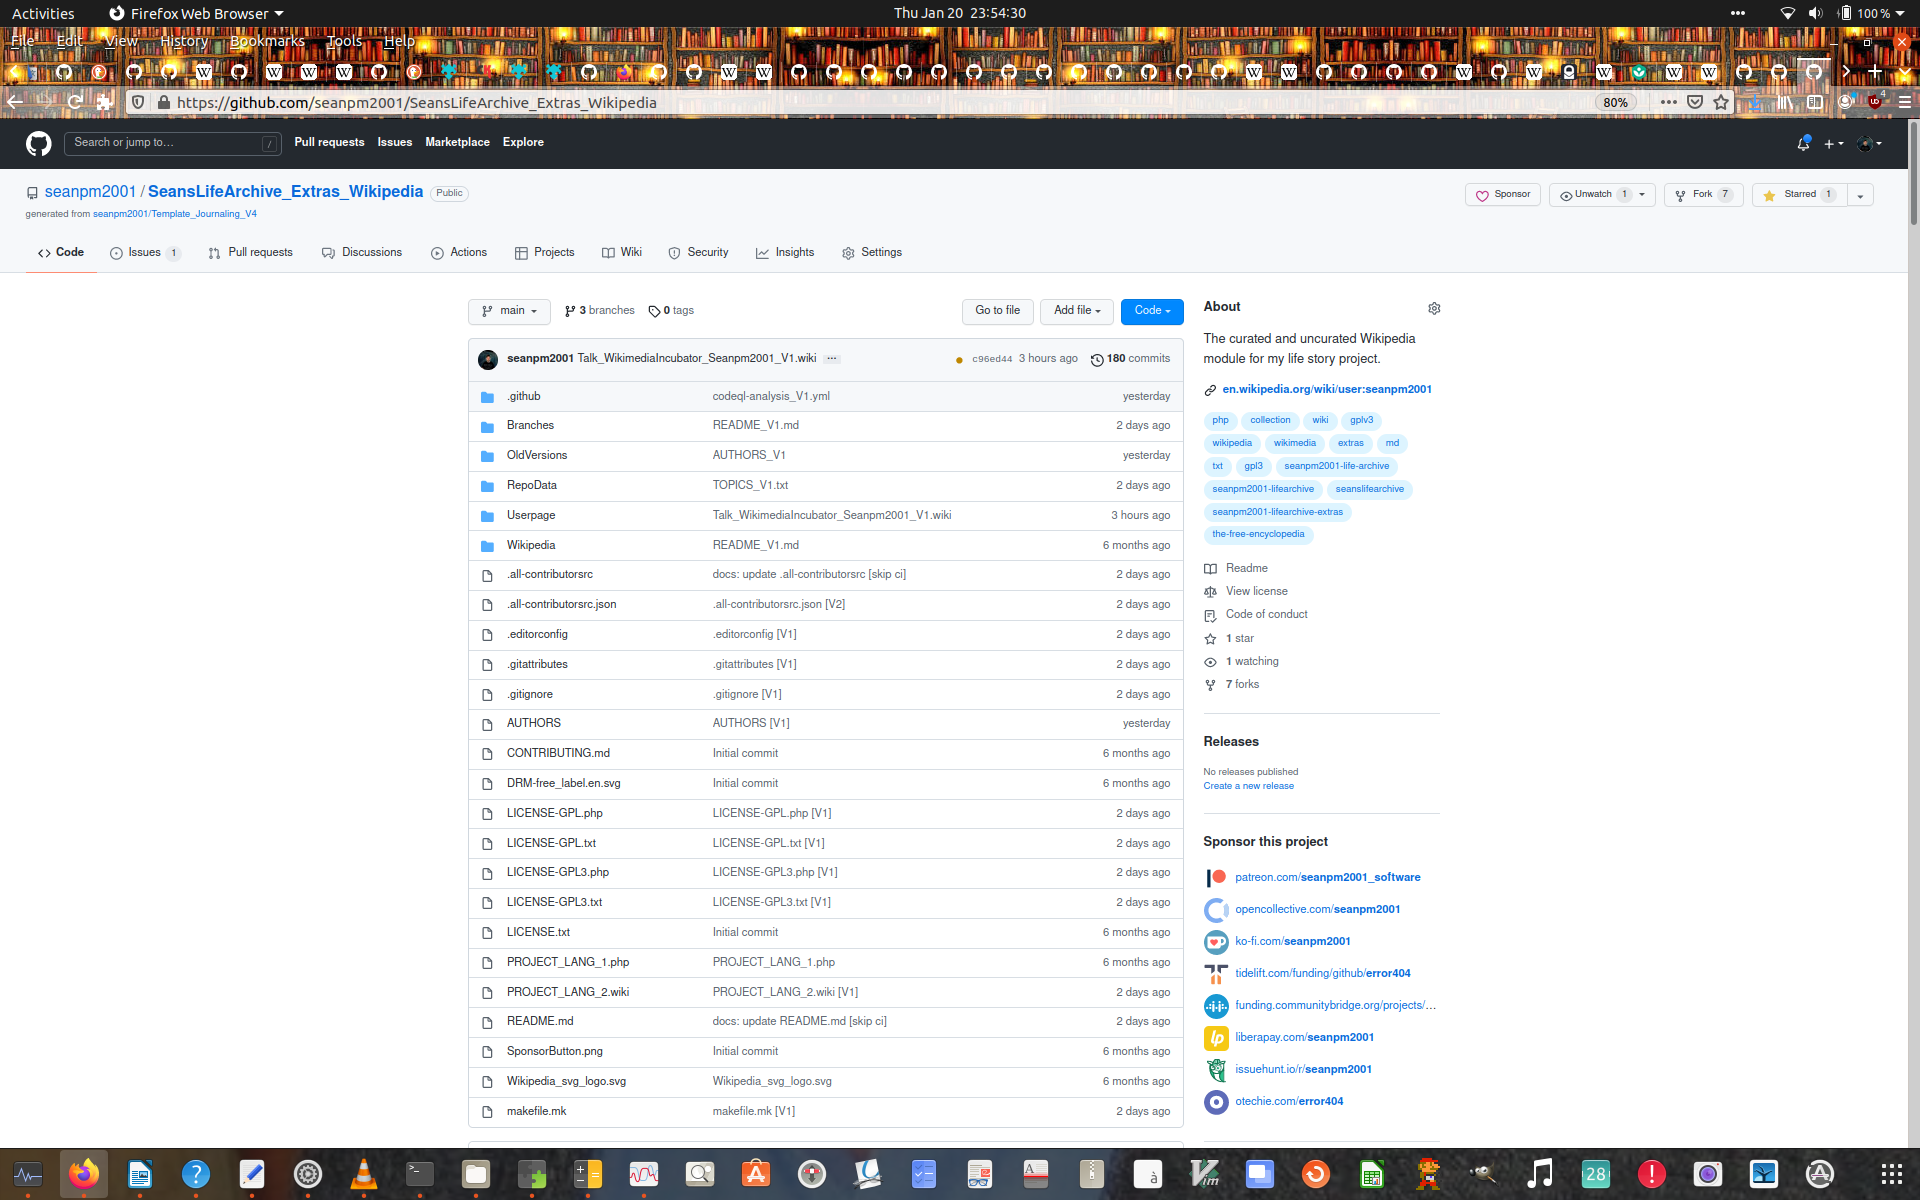 Activities Firefox Web Browser Thu Jan 20 23:54:30 100 %
File Edit View History Bookmarks Tools Help
https://github.com/seanpm2001/SeansLifeArchive_Extras_Wikipedia 80% 4
Search or jump to… / Pull requests Issues Marketplace Explore
seanpm2001 / SeansLifeArchive_Extras_Wikipedia Public Sponsor Unwatch 1 Fork 7 Starred 1
generated from seanpm2001/Template_Journaling_V4
Code Issues 1 Pull requests Discussions Actions Projects Wiki Security Insights Settings
main 3 branches 0 tags Go to file Add file Code
seanpm2001 Talk_WikimediaIncubator_Seanpm2001_V1.wiki ... c96ed44 3 hours ago 180 commits
.github codeql-analysis_V1.yml yesterday
Branches README_V1.md 2 days ago
OldVersions AUTHORS_V1 yesterday
RepoData TOPICS_V1.txt 2 days ago
Userpage Talk_WikimediaIncubator_Seanpm2001_V1.wiki 3 hours ago
Wikipedia README_V1.md 6 months ago
.all-contributorsrc docs: update .all-contributorsrc [skip ci] 2 days ago
.all-contributorsrc.json .all-contributorsrc.json [V2] 2 days ago
.editorconfig .editorconfig [V1] 2 days ago
.gitattributes .gitattributes [V1] 2 days ago
.gitignore .gitignore [V1] 2 days ago
AUTHORS AUTHORS [V1] yesterday
CONTRIBUTING.md Initial commit 6 months ago
DRM-free_label.en.svg Initial commit 6 months ago
LICENSE-GPL.php LICENSE-GPL.php [V1] 2 days ago
LICENSE-GPL.txt LICENSE-GPL.txt [V1] 2 days ago
LICENSE-GPL3.php LICENSE-GPL3.php [V1] 2 days ago
LICENSE-GPL3.txt LICENSE-GPL3.txt [V1] 2 days ago
LICENSE.txt Initial commit 6 months ago
PROJECT_LANG_1.php PROJECT_LANG_1.php 6 months ago
PROJECT_LANG_2.wiki PROJECT_LANG_2.wiki [V1] 2 days ago
README.md docs: update README.md [skip ci] 2 days ago
SponsorButton.png Initial commit 6 months ago
Wikipedia_svg_logo.svg Wikipedia_svg_logo.svg 6 months ago
makefile.mk makefile.mk [V1] 2 days ago
About
The curated and uncurated Wikipedia
module for my life story project.
en.wikipedia.org/wiki/user:seanpm2001
php collection wiki gplv3
wikipedia wikimedia extras md
txt gpl3 seanpm2001-life-archive
seanpm2001-lifearchive seanslifearchive
seanpm2001-lifearchive-extras
the-free-encyclopedia
Readme
View license
Code of conduct
1 star
1 watching
7 forks
Releases
No releases published
Create a new release
Sponsor this project
patreon.com/seanpm2001_software
opencollective.com/seanpm2001
ko-fi.com/seanpm2001
tidelift.com/funding/github/error404
funding.communitybridge.org/projects/...
liberapay.com/seanpm2001
issuehunt.io/r/seanpm2001
otechie.com/error404
28